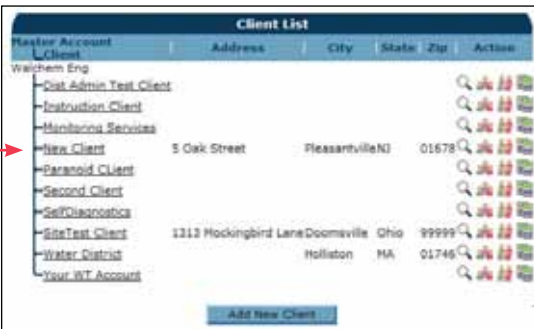 Client List
Master Account
Client Address City State Zip Action
Walchem Eng
Dist Admin Test Client
Instruction Client
Monitoring Services
New Client 5 Oak Street Pleasantville NJ 01678
Paranoid CLient
Second Client
SelfDiagnostics
SiteTest Client 1313 Mockingbird Lane Doomsville Ohio 99999
Water District Holliston MA 01746
Your WT Account
Add New Client